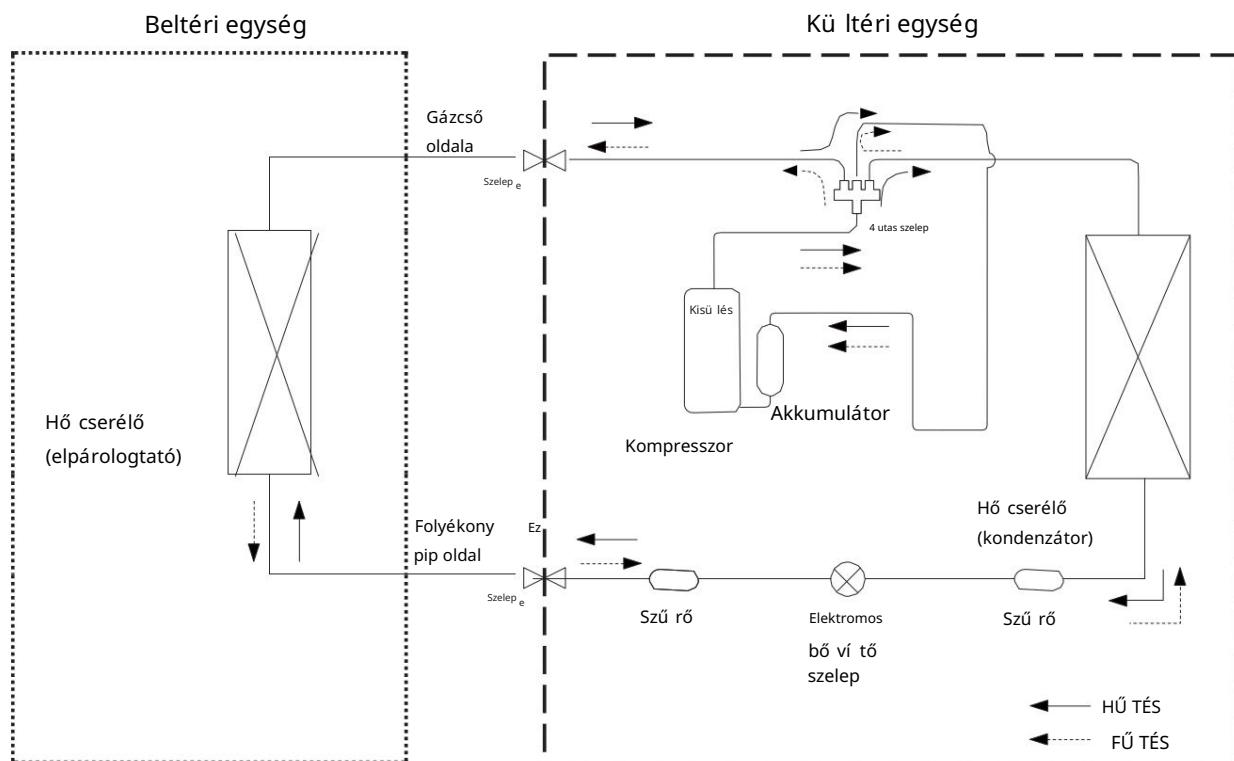 Beltéri egység
Kü ltéri egység
Gázcső
oldala
Szelep e
4 utas szelep
Kisü lés
Akkumulátor
Kompresszor
Hő cserélő
(elpárologtató)
Hő cserélő
(kondenzátor)
Folyékony
pip oldal
Ez
Szelep e
Szű rő
Elektromos
bő ví tő
szelep
Szű rő
HŰ TÉS
FŰ TÉS